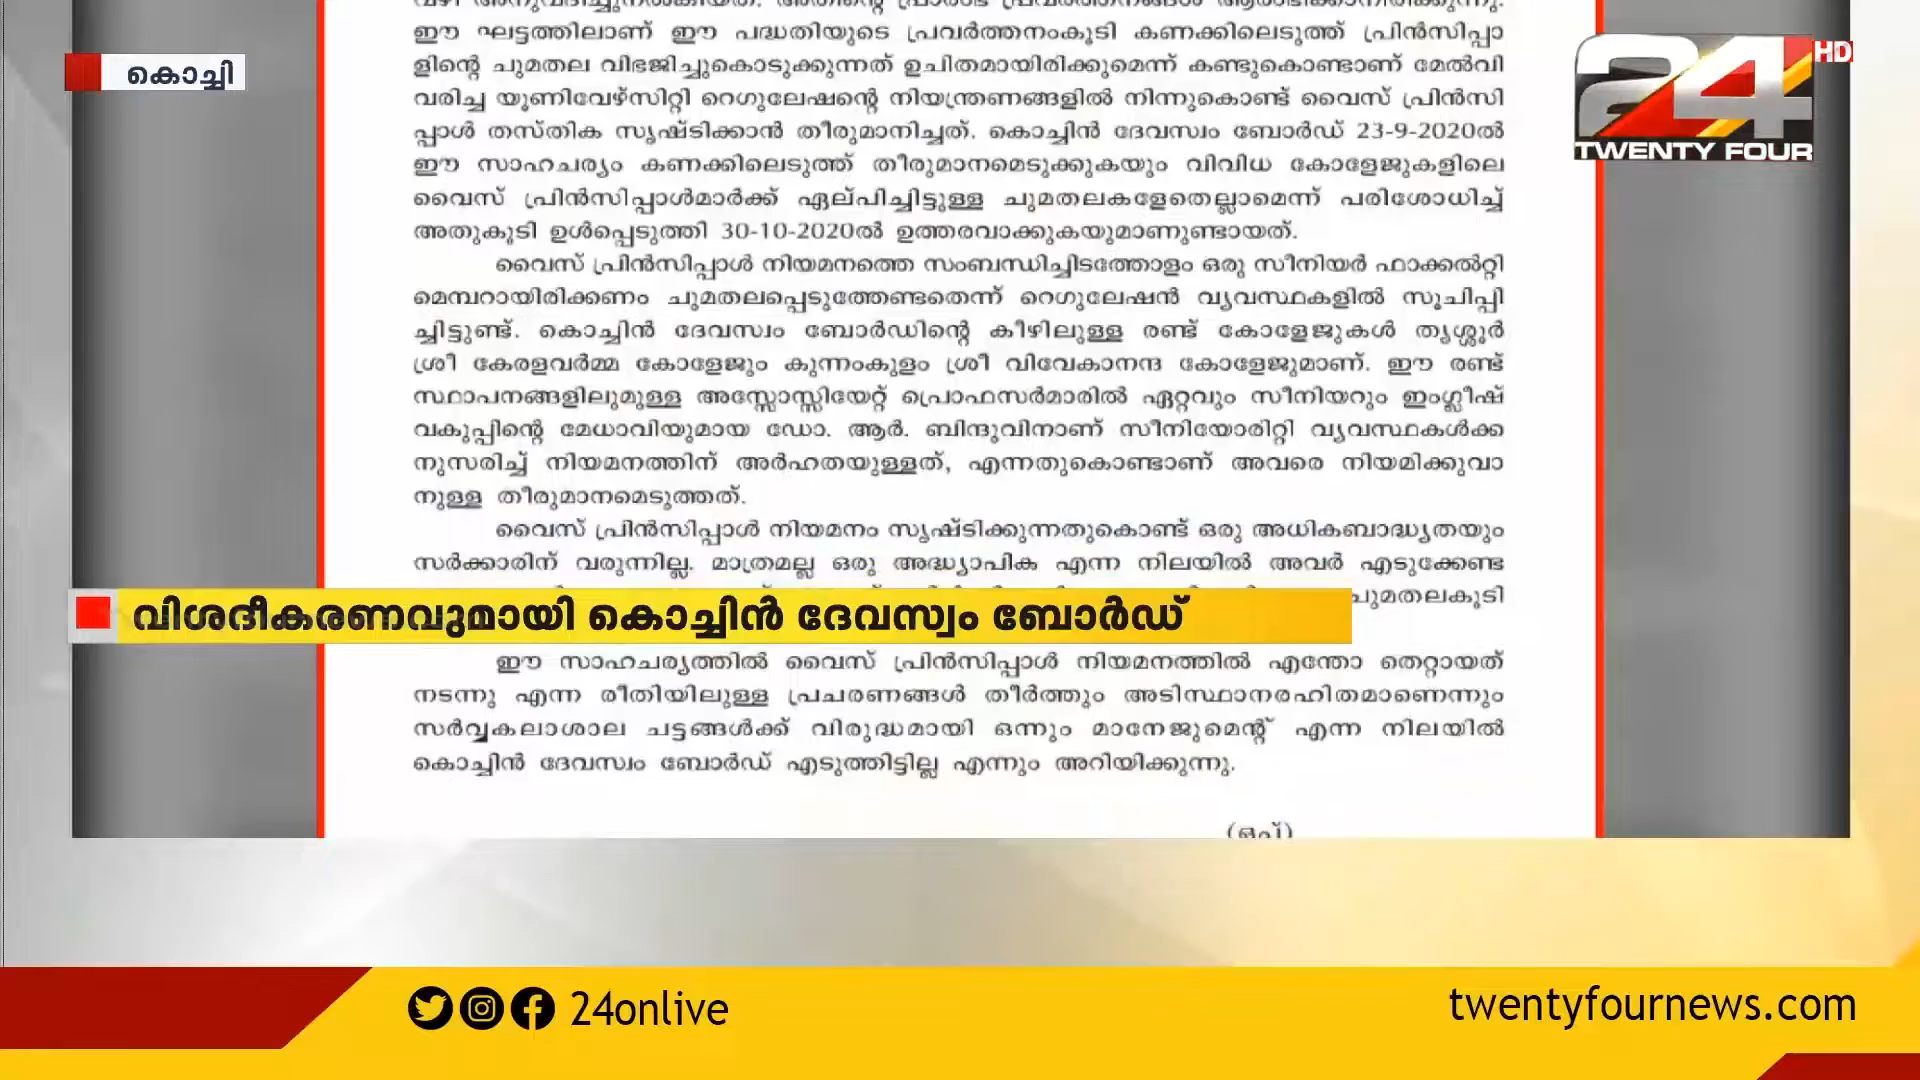 ഈ ഘട്ടത്തിലാണ് ഈ പദ്ധതിയുടെ പ്രവർത്തനംകൂടി കണക്കിലെടുത്ത് പ്രിൻസിപ്പാ
ളിന്റെ ചുമതല വിഭജിച്ചുകൊടുക്കുന്നത് ഉചിതമായിരിക്കുമെന്ന് കണ്ടുകൊണ്ടാണ് മേൽവി
കൊച്ചി
24 HD
വരിച്ച യൂണിവേഴ്സിറ്റി റെഗുലേഷന്റെ നിയന്ത്രണങ്ങളിൽ നിന്നുകൊണ്ട് വൈസ് പ്രിൻസി
പ്പാൾ തസ്തിക സൃഷ്ടിക്കാൻ തീരുമാനിച്ചത്. കൊച്ചിൻ ദേവസ്വം ബോർഡ് 23-9-2020ൽ
TWENTY FOUR
ഈ സാഹചര്യം കണക്കിലെടുത്ത് തീരുമാനമെടുക്കുകയും വിവിധ കോളേജുകളിലെ
വൈസ് പ്രിൻസിപ്പാൾമാർക്ക് ഏല്പിച്ചിട്ടുള്ള ചുമതലകളേതെല്ലാമെന്ന് പരിശോധിച്ച്
അതുകൂടി ഉൾപ്പെടുത്തി 30-10-2020ൽ ഉത്തരവാക്കുകയുമാണുണ്ടായത്.
വൈസ് പ്രിൻസിപ്പാൾ നിയമനത്തെ സംബന്ധിച്ചിടത്തോളം ഒരു സീനിയർ ഫാക്കൽറ്റി
മെമ്പറായിരിക്കണം ചുമതലപ്പെടുത്തേണ്ടതെന്ന് റെഗുലേഷൻ വ്യവസ്ഥകളിൽ സൂചിപ്പി
ച്ചിട്ടുണ്ട്. കൊച്ചിൻ ദേവസ്വം ബോർഡിന്റെ കീഴിലുള്ള രണ്ട് കോളേജുകൾ തൃശ്ശൂർ
ശ്രീ കേരളവർമ്മ കോളേജും കുന്നംകുളം ശ്രീ വിവേകാനന്ദ കോളേജുമാണ്. ഈ രണ്ട്
സ്ഥാപനങ്ങളിലുമുള്ള അസ്സോസ്സിയേറ്റ് പ്രൊഫസർമാരിൽ ഏറ്റവും സീനിയറും ഇംഗ്ലീഷ്
വകുപ്പിന്റെ മേധാവിയുമായ ഡോ. ആർ. ബിന്ദുവിനാണ് സീനിയോരിറ്റി വ്യവസ്ഥകൾക്ക
നുസരിച്ച് നിയമനത്തിന് അർഹതയുള്ളത്, എന്നതുകൊണ്ടാണ് അവരെ നിയമിക്കുവാ
നുള്ള തീരുമാനമെടുത്തത്.
വൈസ് പ്രിൻസിപ്പാൾ നിയമനം സൃഷ്ടിക്കുന്നതുകൊണ്ട് ഒരു അധികബാദ്ധ്യതയും
സർക്കാരിന് വരുന്നില്ല. മാത്രമല്ല ഒരു അദ്ധ്യാപിക എന്ന നിലയിൽ അവർ എടുക്കേണ്ട
ചുമതലകൂടി
വിശദീകരണവുമായി കൊച്ചിൻ ദേവസ്വം ബോർഡ്
ഈ സാഹചര്യത്തിൽ വൈസ് പ്രിൻസിപ്പാൾ നിയമനത്തിൽ എന്തോ തെറ്റായത്
നടന്നു എന്ന രീതിയിലുള്ള പ്രചരണങ്ങൾ തീർത്തും അടിസ്ഥാനരഹിതമാണെന്നും
സർവ്വകലാശാല ചട്ടങ്ങൾക്ക് വിരുദ്ധമായി ഒന്നും മാനേജുമെന്റ് എന്ന നിലയിൽ
കൊച്ചിൻ ദേവസ്വം ബോർഡ് എടുത്തിട്ടില്ല എന്നും അറിയിക്കുന്നു.
(ഒപ്പ്)
24onlive
twentyfournews.com